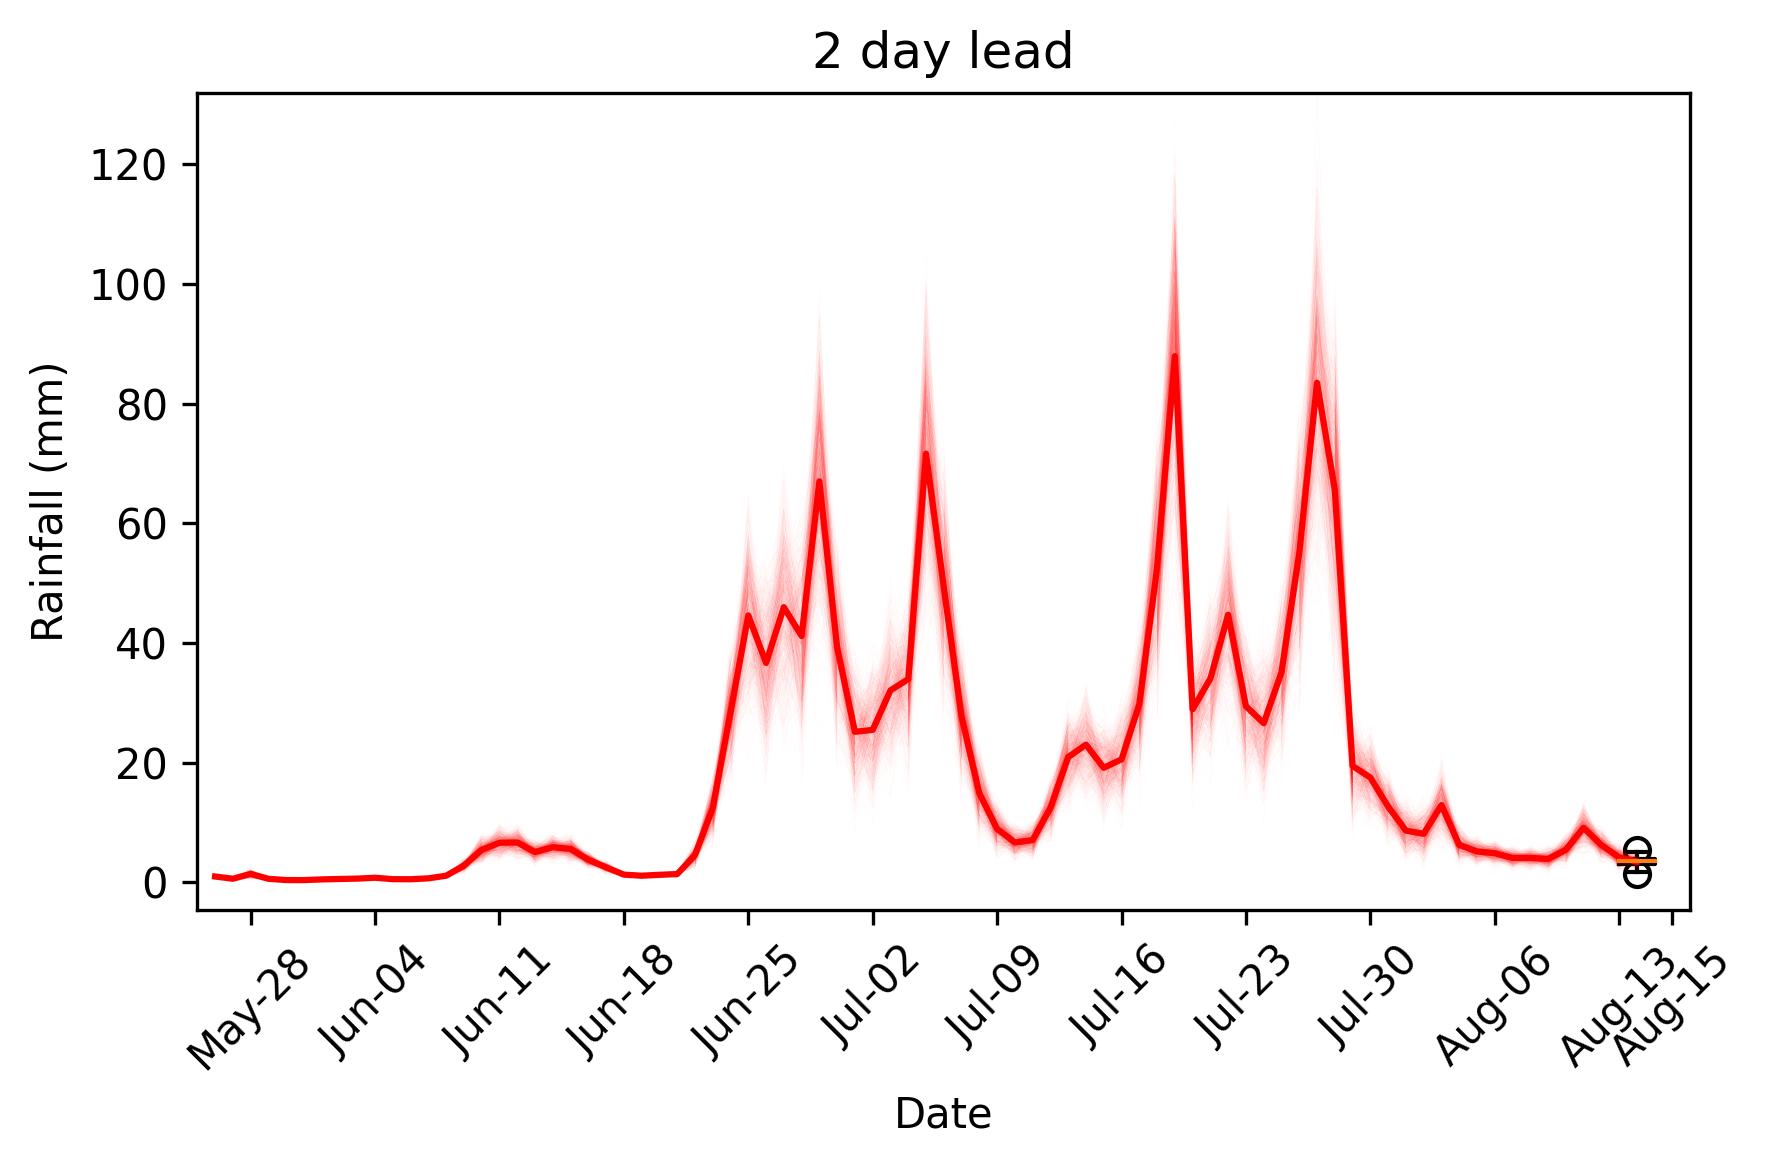 2 day lead
120
100
80
60
40
20
0
Rainfall (mm)
May-28
Jun-04
Jun-11
Jun-18
Jun-25
Jul-02
Jul-09
Jul-16
Jul-23
Jul-30
Aug-06
Aug-13
Aug-15
Date